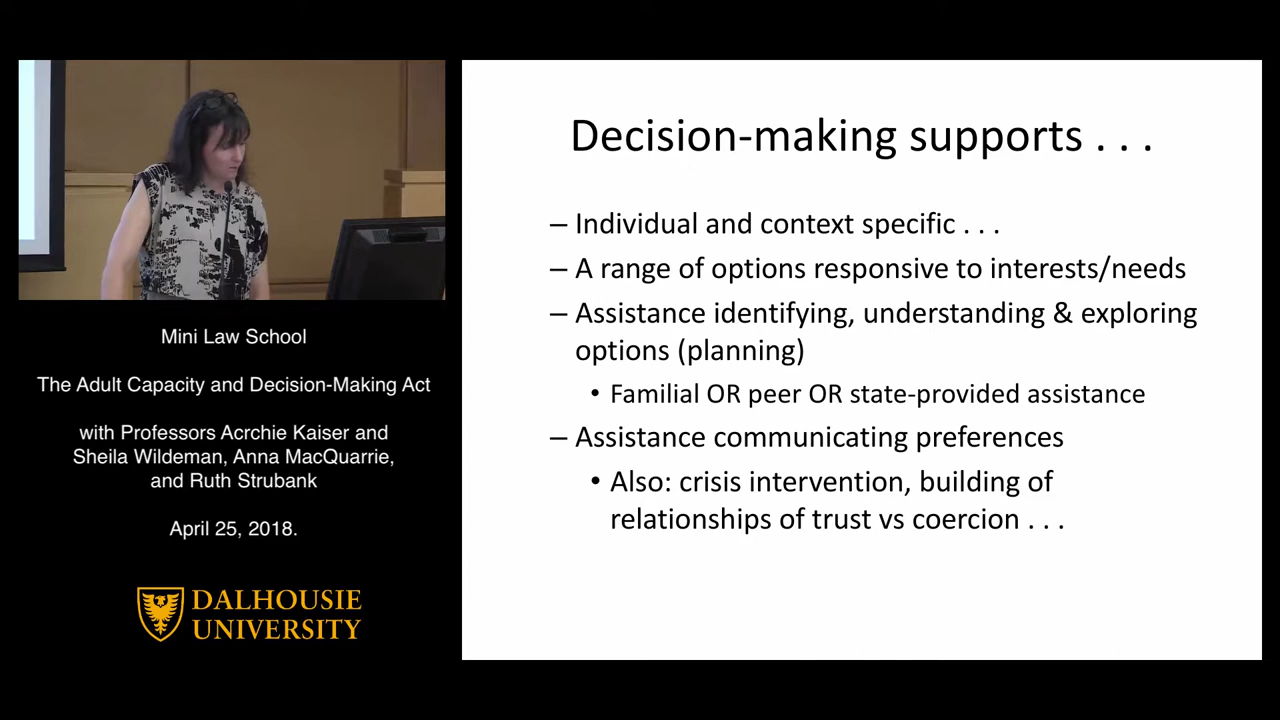 Mini Law School
The Adult Capacity and Decision-Making Act
with Professors Acrchie Kaiser and
Sheila Wildeman, Anna MacQuarrie,
and Ruth Strubank
April 25, 2018.
DALHOUSIE
UNIVERSITY
Decision-making supports . . .
– Individual and context specific . . .
– A range of options responsive to interests/needs
– Assistance identifying, understanding & exploring
options (planning)
• Familial OR peer OR state-provided assistance
– Assistance communicating preferences
• Also: crisis intervention, building of
relationships of trust vs coercion . . .